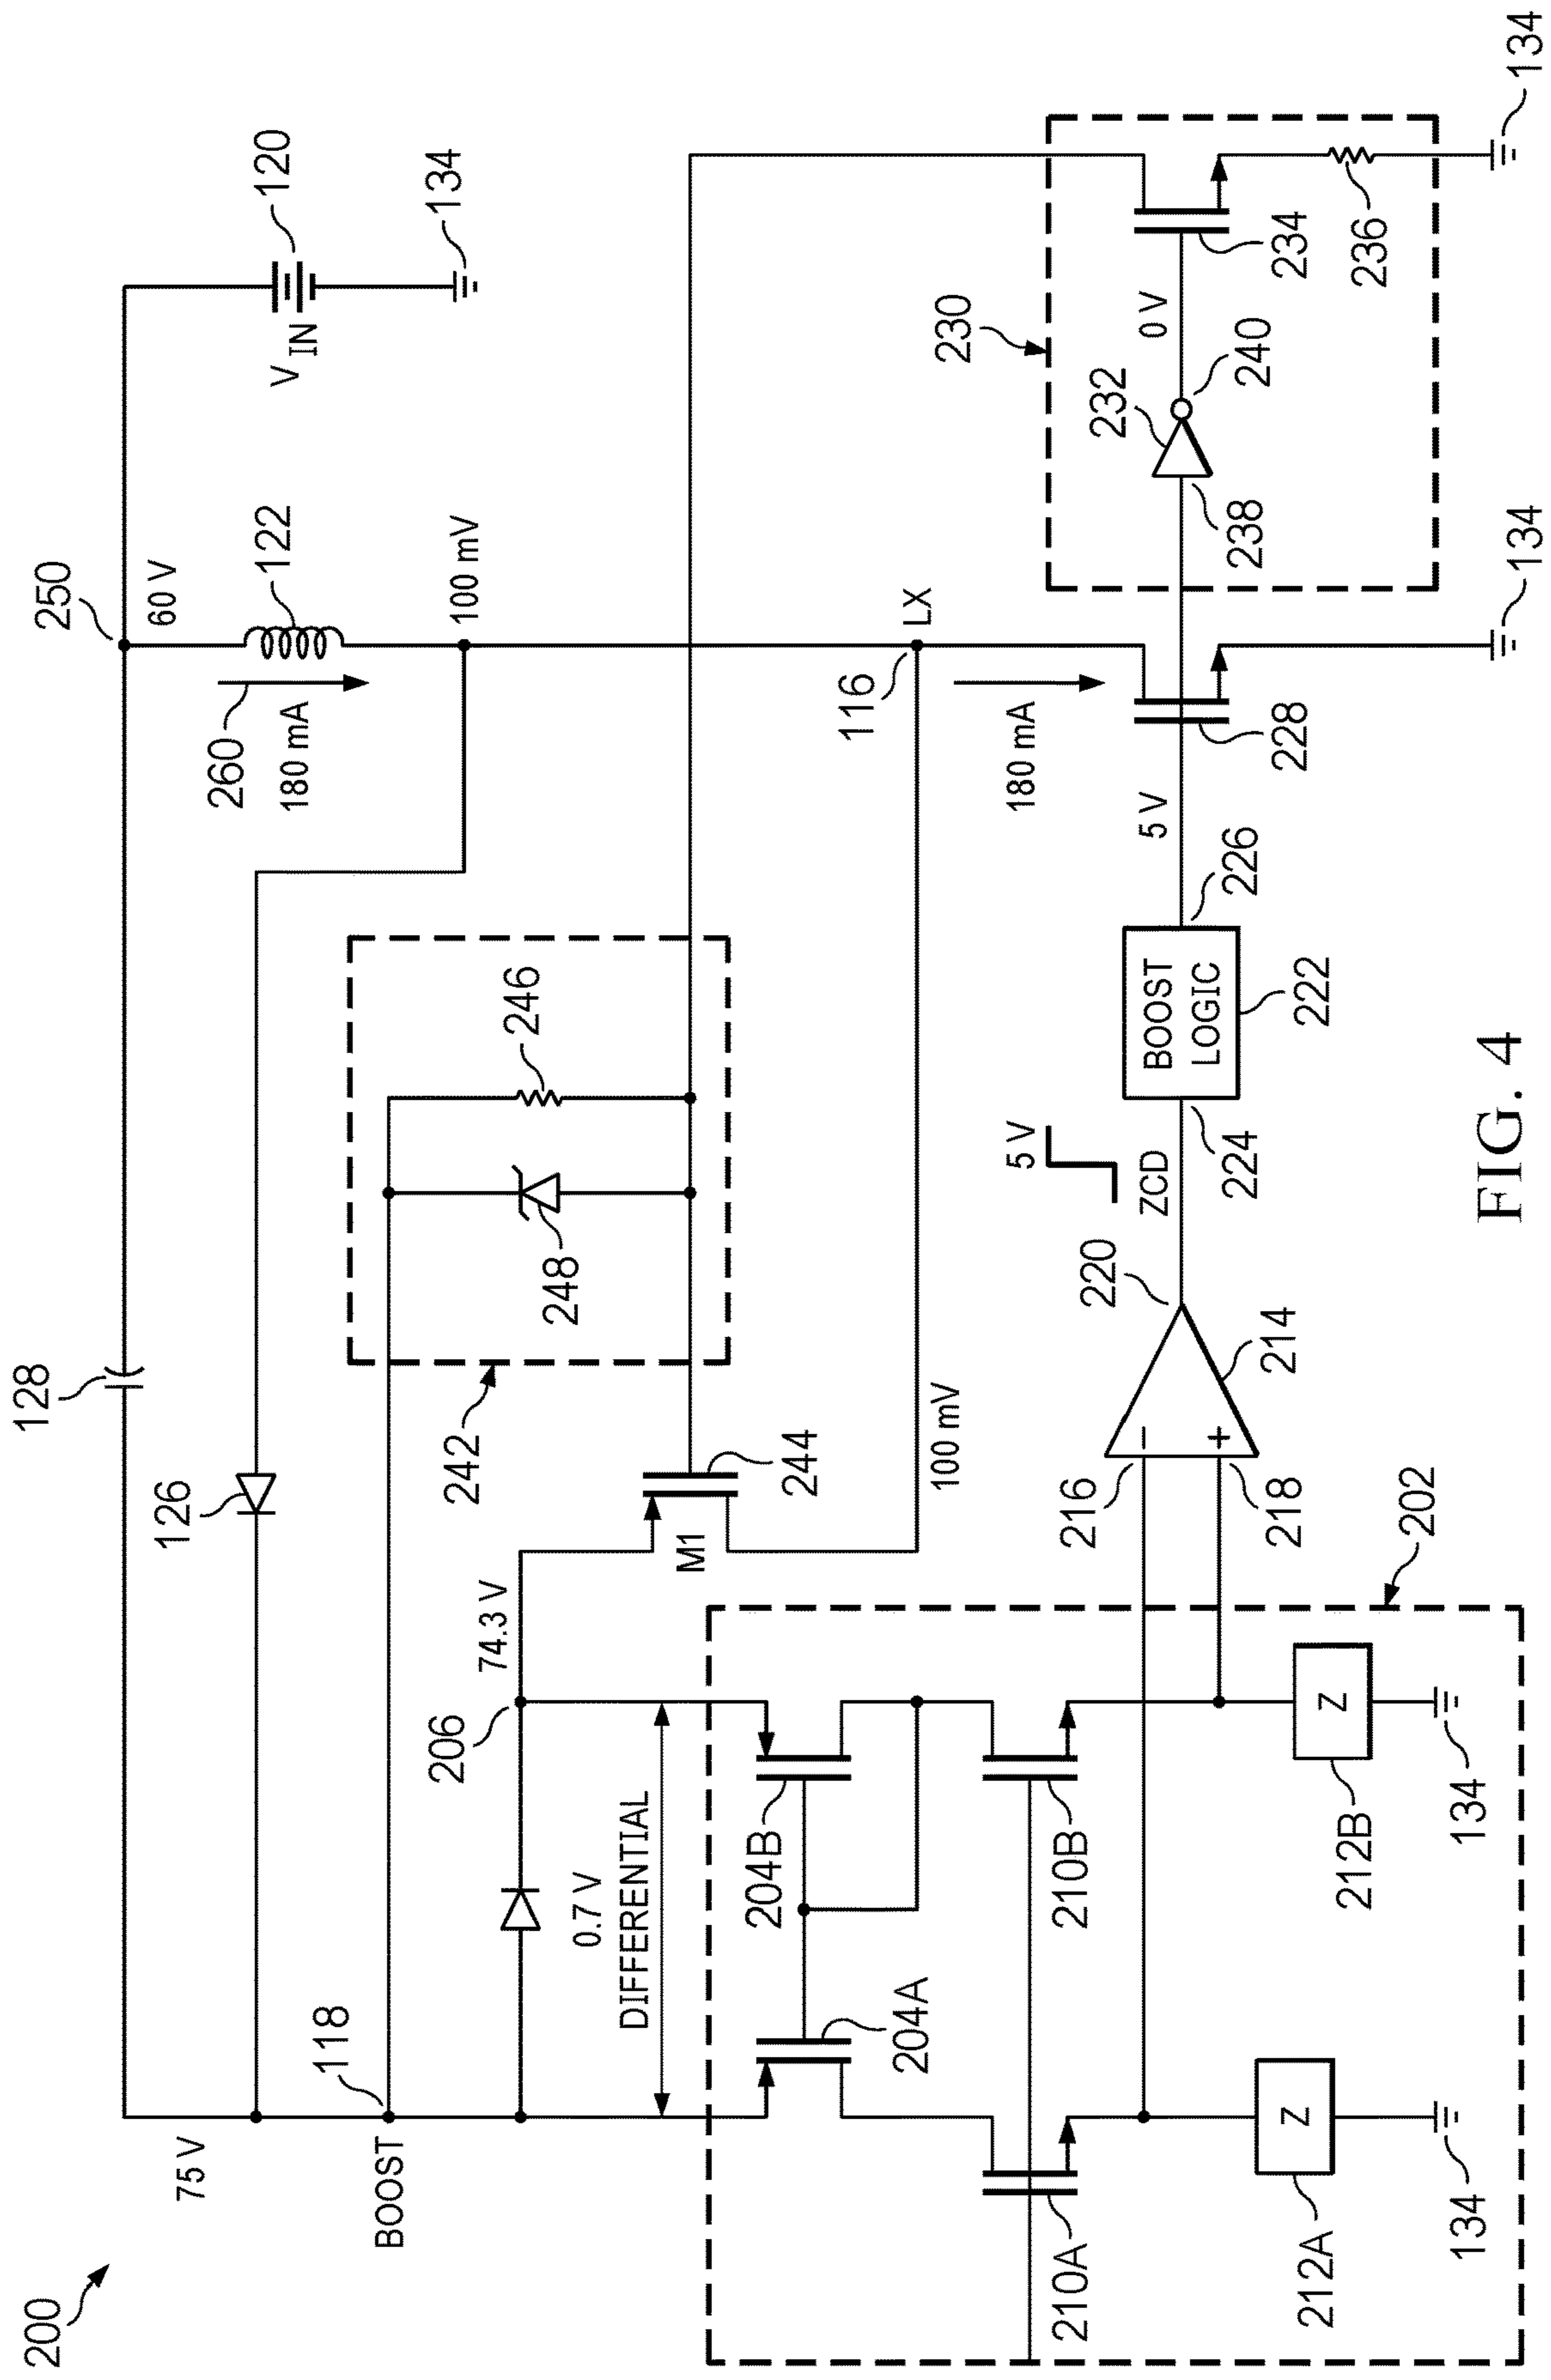 200
75 V
BOOST
118
126
128
206
74.3 V
0.7 V
DIFFERENTIAL
M1
244
242
248
246
250
60 V
122
260
180 mA
100 mV
V IN
120
134
116
LX
180 mA
100 mV
204A
204B
210A
210B
212A
Z
134
212B
Z
134
202
216
218
−
+
214
220
ZCD
5 V
224
BOOST
LOGIC
222
226
5 V
228
134
230
232
238
240
0 V
234
236
134
FIG. 4